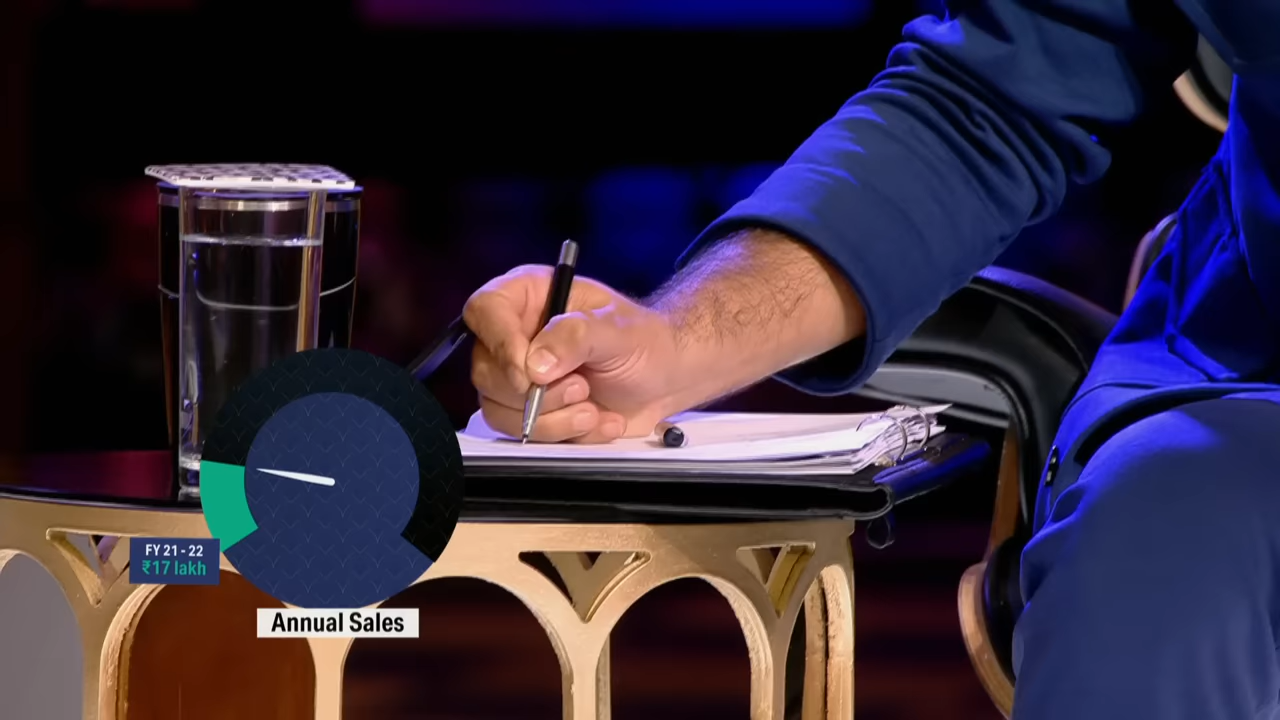 FY 21 - 22
₹17 lakh
Annual Sales